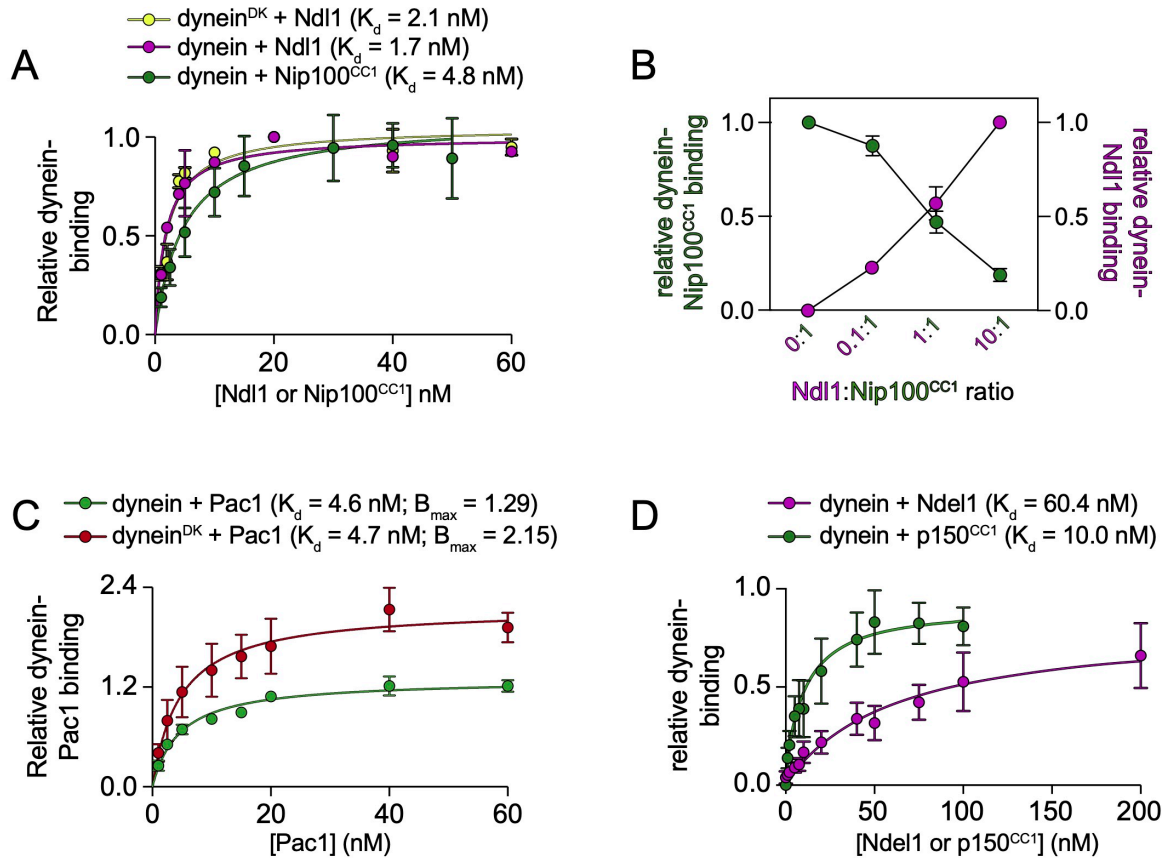 A
dynein^DK + Ndl1 (K_d = 2.1 nM)
dynein + Ndl1 (K_d = 1.7 nM)
dynein + Nip100^CC1 (K_d = 4.8 nM)
Relative dynein-
binding
1.0
0.5
0.0
0 20 40 60
[Ndl1 or Nip100^CC1] nM
B
relative dynein-
Nip100^CC1 binding
1.0
0.5
0.0
1.0
0.5
0.0
relative dynein-
Ndl1 binding
0:1 0.1:1 1:1 10:1
Ndl1:Nip100^CC1 ratio
C
dynein + Pac1 (K_d = 4.6 nM; B_max = 1.29)
dynein^DK + Pac1 (K_d = 4.7 nM; B_max = 2.15)
Relative dynein-
Pac1 binding
2.4
1.2
0.0
0 20 40 60
[Pac1] (nM)
D
dynein + Ndel1 (K_d = 60.4 nM)
dynein + p150^CC1 (K_d = 10.0 nM)
relative dynein-
binding
1.0
0.5
0.0
0 50 100 150 200
[Ndel1 or p150^CC1] (nM)